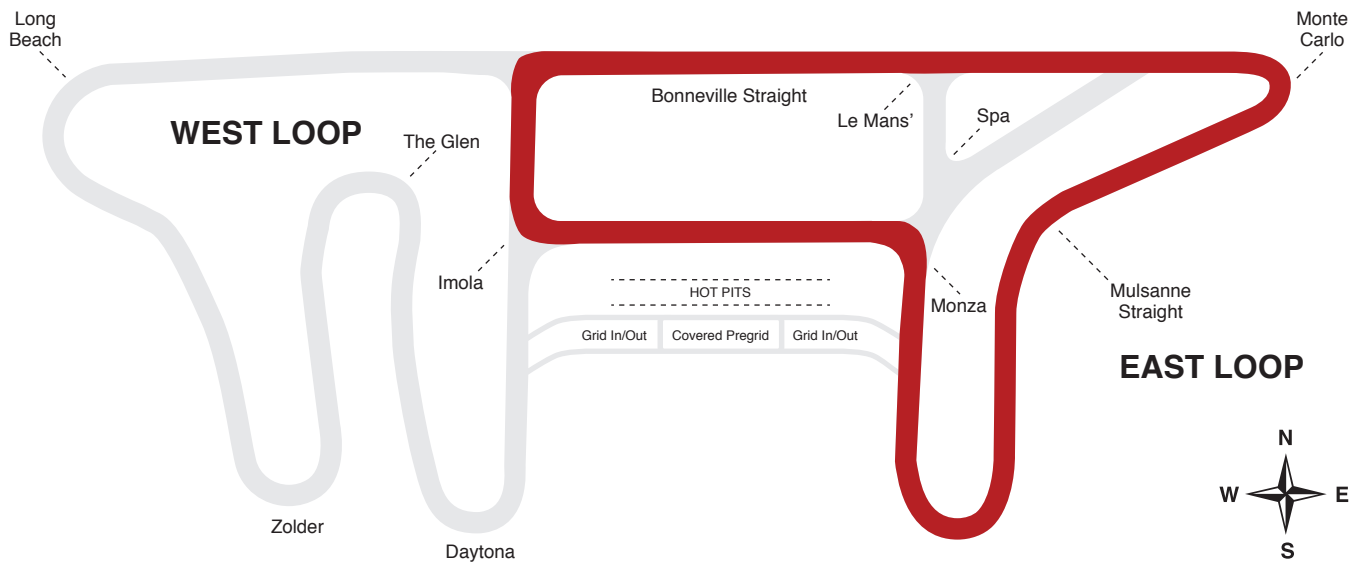 Long
Beach
Monte
Carlo
Bonneville Straight
WEST LOOP
Le Mans’
Spa
The Glen
Imola
HOT PITS
Monza
Mulsanne
Straight
Grid In/Out
Covered Pregrid
Grid In/Out
EAST LOOP
N
W
E
S
Zolder
Daytona